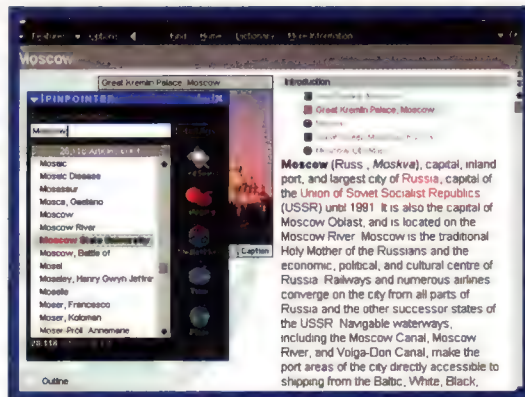 Features Options Find Home Dictionary More Information
Moscow
Great Kremlin Palace, Moscow
PINPOINTER
Moscow
Mosaic
Mosaic Disease
Mosasaur
Mosca, Gaetano
Moscow
Moscow River
Moscow State University
Moscow, Battle of
Mosel
Moseley, Henry Gwyn Jeffre
Moselle
Moser, Francesco
Moser, Koloman
Moser-Pröll, Annemarie
Caption
Outline
Introduction
Great Kremlin Palace, Moscow
Moscow (Russ., Moskva), capital, inland
port, and largest city of Russia, capital of
the Union of Soviet Socialist Republics
(USSR) until 1991. It is also the capital of
Moscow Oblast, and is located on the
Moscow River. Moscow is the traditional
Holy Mother of the Russians and the
economic, political, and cultural centre of
Russia. Railways and numerous airlines
converge on the city from all parts of
Russia and the other successor states of
the USSR. Navigable waterways,
including the Moscow Canal, Moscow
River, and Volga-Don Canal, make the
port areas of the city directly accessible to
shipping from the Baltic, White, Black,